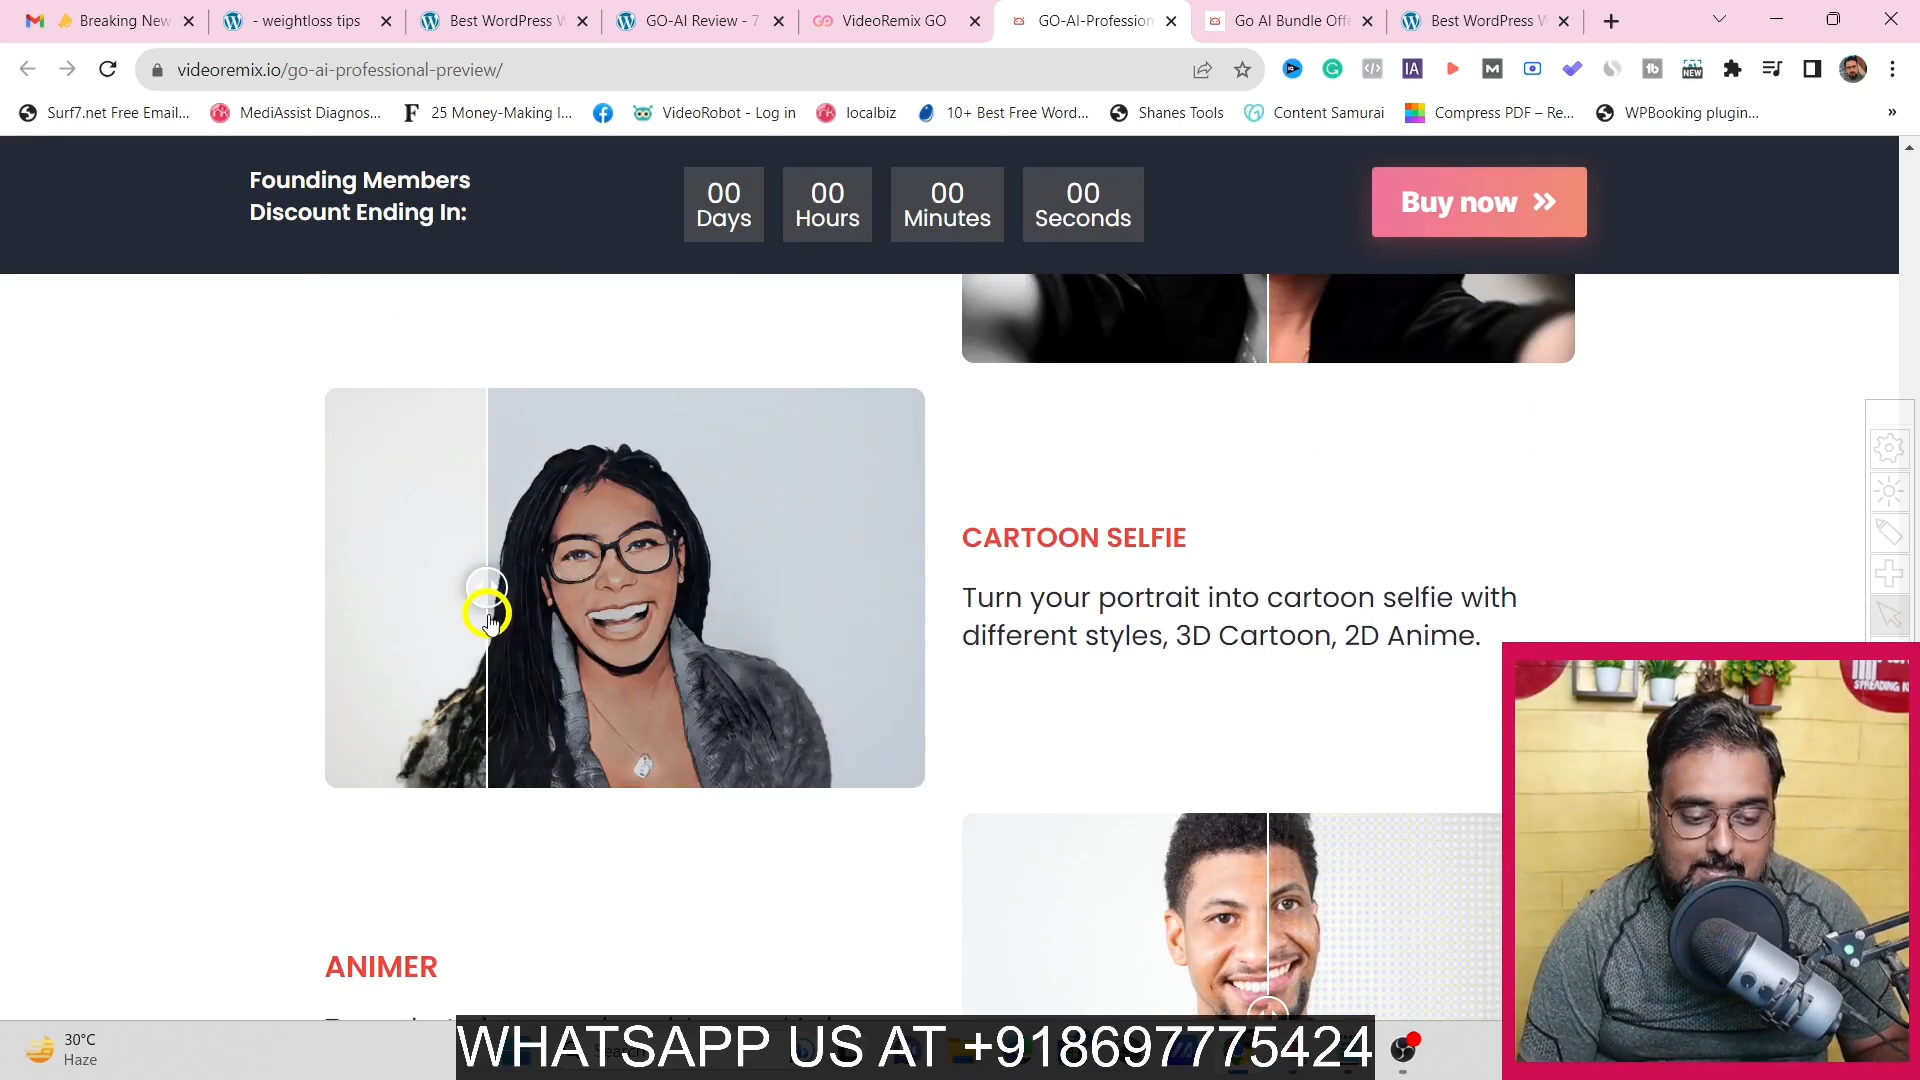 Breaking New
- weightloss tips
Best WordPress W
GO-AI Review - 7
VideoRemix GO
GO-AI-Profession
Go AI Bundle Offe
Best WordPress W
videoremix.io/go-ai-professional-preview/
Surf7.net Free Email...
MediAssist Diagnos...
25 Money-Making I...
VideoRobot - Log in
localbiz
10+ Best Free Word...
Shanes Tools
Content Samurai
Compress PDF – Re...
WPBooking plugin...
Founding Members
Discount Ending In:
00
Days
00
Hours
00
Minutes
00
Seconds
Buy now
CARTOON SELFIE
Turn your portrait into cartoon selfie with
different styles, 3D Cartoon, 2D Anime.
ANIMER
30°C
Haze
WHATSAPP US AT +918697775424